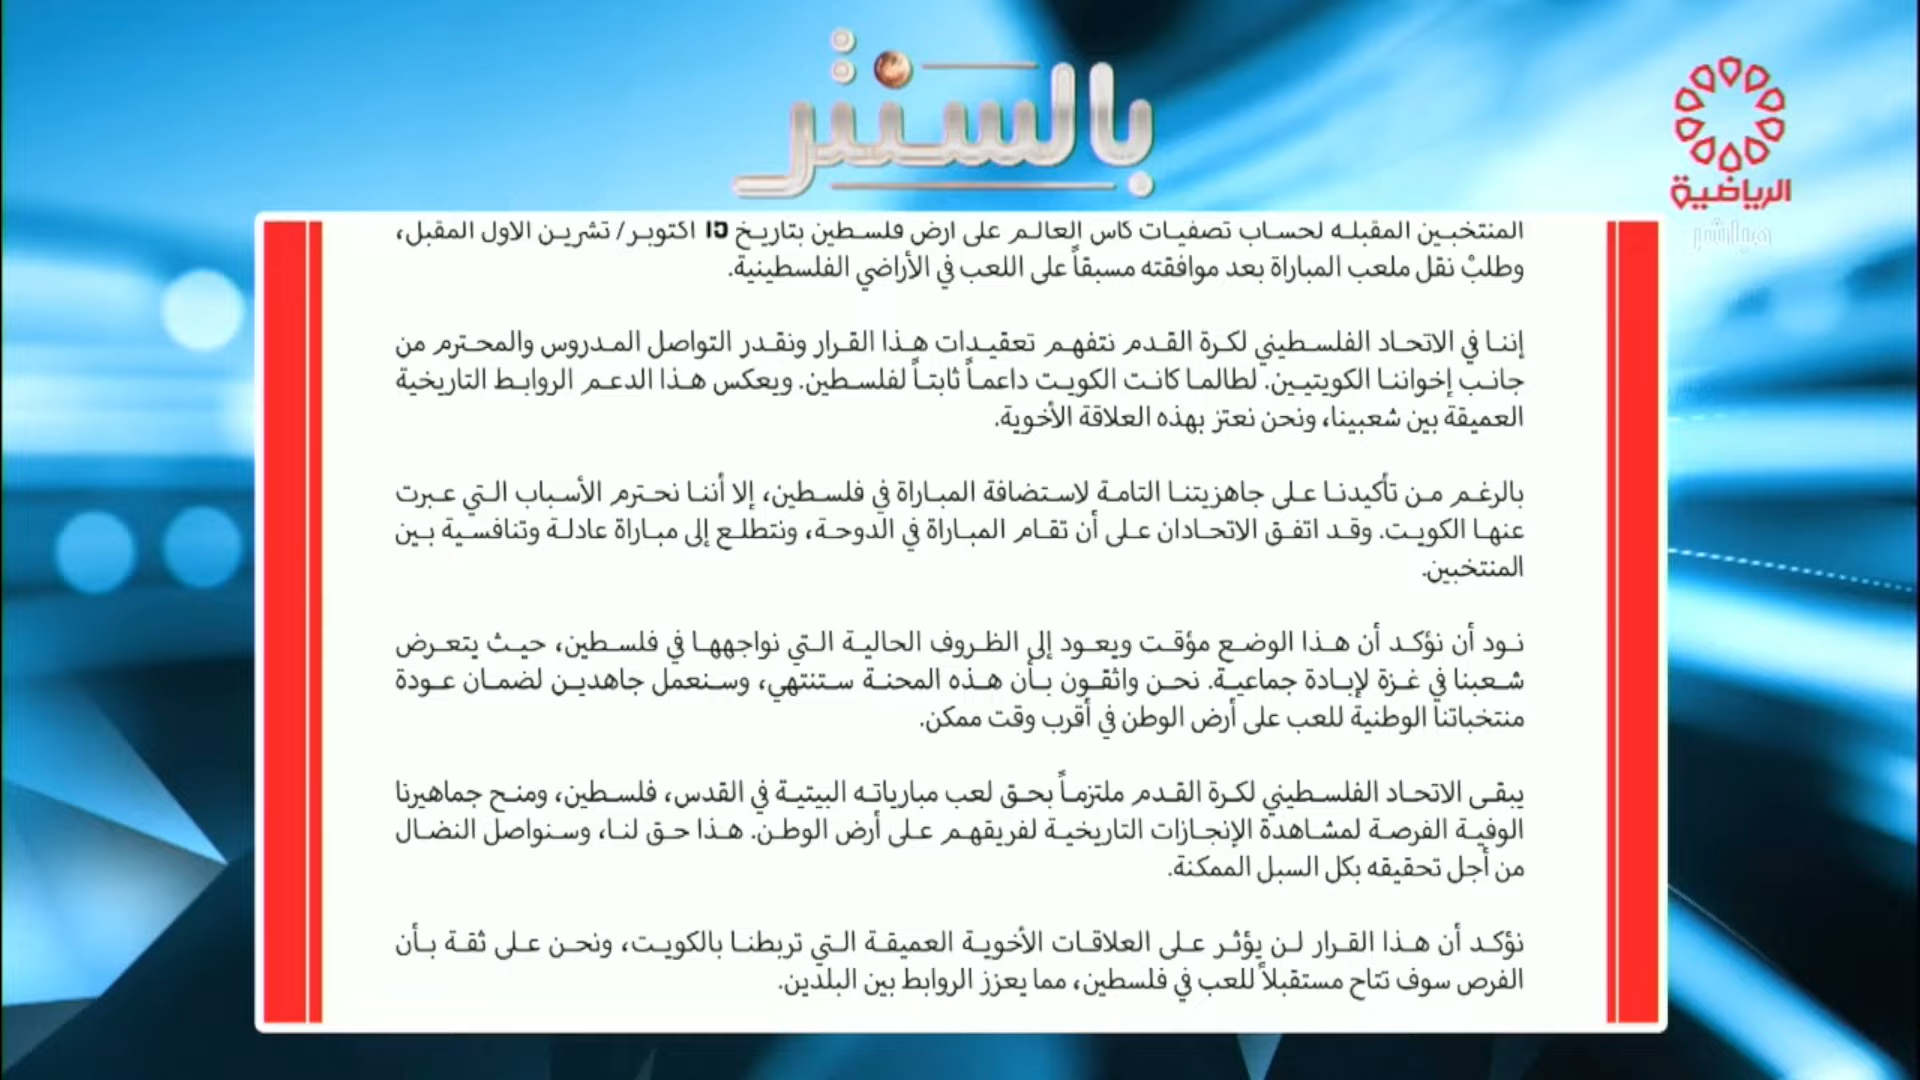 بالسنتر
الرياضية
مباشر
المنتخبين المقبلة لحساب تصفيات كأس العالم على أرض فلسطين بتاريخ 15 أكتوبر/ تشرين الأول المقبل،
وطلبْ نقل ملعب المباراة بعد موافقته مسبقاً على اللعب في الأراضي الفلسطينية.
إننا في الاتحاد الفلسطيني لكرة القدم نتفهم تعقيدات هذا القرار ونقدر التواصل المدروس والمحترم من
جانب إخواننا الكويتيين. لطالما كانت الكويت داعماً ثابتاً لفلسطين. ويعكس هذا الدعم الروابط التاريخية
العميقة بين شعبينا، ونحن نعتز بهذه العلاقة الأخوية.
بالرغم من تأكيدنا على جاهزيتنا التامة لاستضافة المباراة في فلسطين، إلا أننا نحترم الأسباب التي عبرت
عنها الكويت. وقد اتفق الاتحادان على أن تقام المباراة في الدوحة، ونتطلع إلى مباراة عادلة وتنافسية بين
المنتخبين.
نود أن نؤكد أن هذا الوضع مؤقت ويعود إلى الظروف الحالية التي نواجهها في فلسطين، حيث يتعرض
شعبنا في غزة لإبادة جماعية. نحن واثقون بأن هذه المحنة ستنتهي، وسنعمل جاهدين لضمان عودة
منتخباتنا الوطنية للعب على أرض الوطن في أقرب وقت ممكن.
يبقى الاتحاد الفلسطيني لكرة القدم ملتزماً بحق لعب مبارياته البيتية في القدس، فلسطين، ومنح جماهيرنا
الوفية الفرصة لمشاهدة الإنجازات التاريخية لفريقهم على أرض الوطن. هذا حق لنا، وسنواصل النضال
من أجل تحقيقه بكل السبل الممكنة.
نؤكد أن هذا القرار لن يؤثر على العلاقات الأخوية العميقة التي تربطنا بالكويت، ونحن على ثقة بأن
الفرص سوف تتاح مستقبلاً للعب في فلسطين، مما يعزز الروابط بين البلدين.